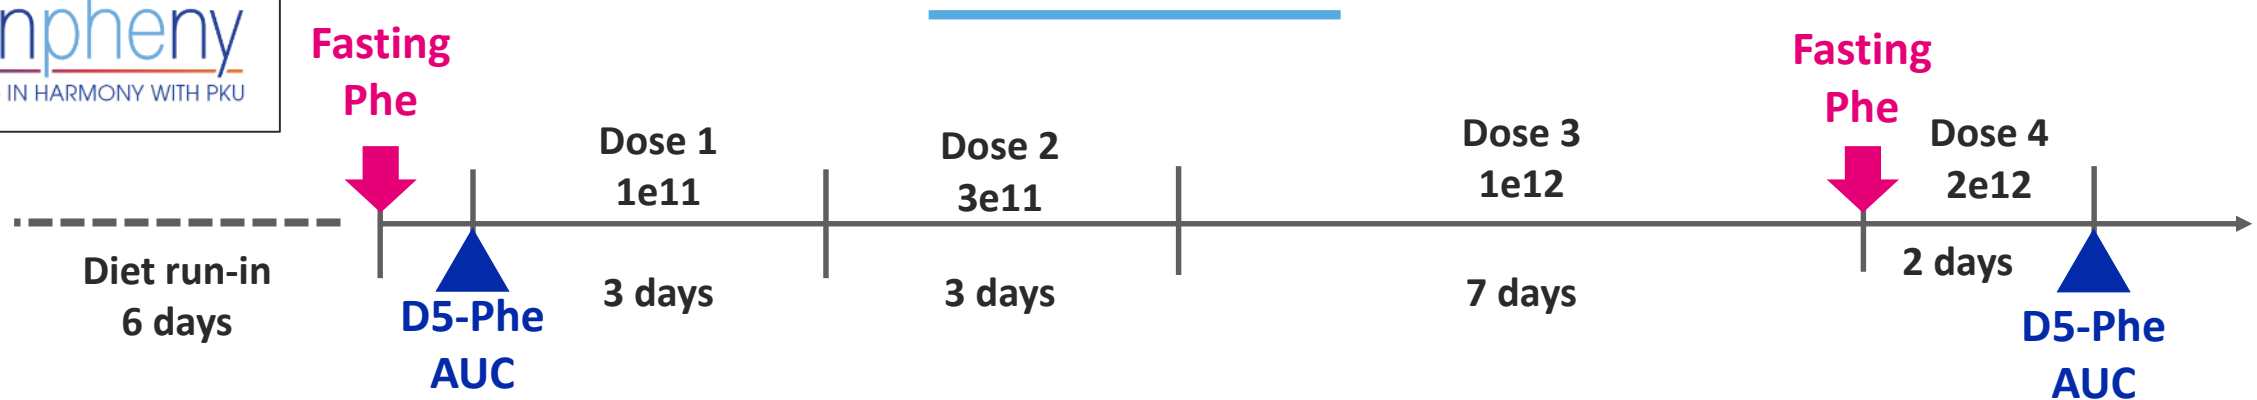 npheny
IN HARMONY WITH PKU
Fasting
Phe
Dose 1
1e11
Dose 2
3e11
Dose 3
1e12
Fasting
Phe
Dose 4
2e12
Diet run-in
6 days
D5-Phe
AUC
3 days
3 days
7 days
2 days
D5-Phe
AUC